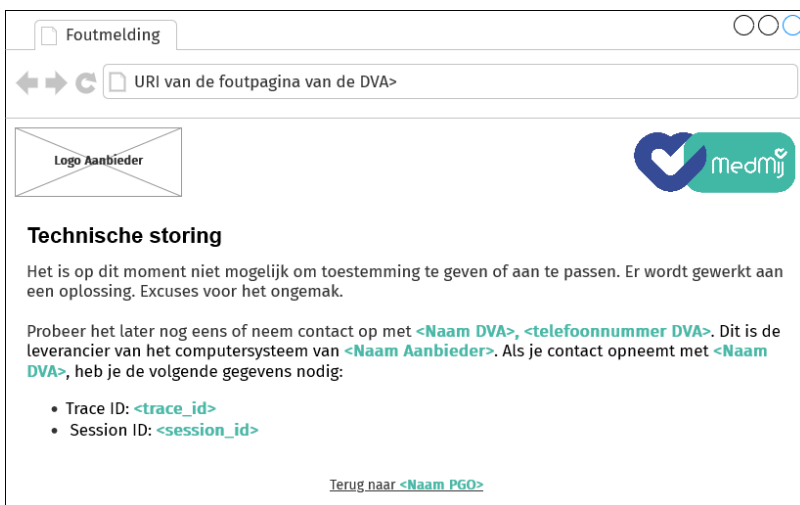 Foutmelding
URI van de foutpagina van de DVA>
Logo Aanbieder
MedMij
Technische storing
Het is op dit moment niet mogelijk om toestemming te geven of aan te passen. Er wordt gewerkt aan
een oplossing. Excuses voor het ongemak.
Probeer het later nog eens of neem contact op met <Naam DVA>, <telefoonnummer DVA>. Dit is de
leverancier van het computersysteem van <Naam Aanbieder>. Als je contact opneemt met <Naam
DVA>, heb je de volgende gegevens nodig:
• Trace ID: <trace_id>
• Session ID: <session_id>
Terug naar <Naam PGO>